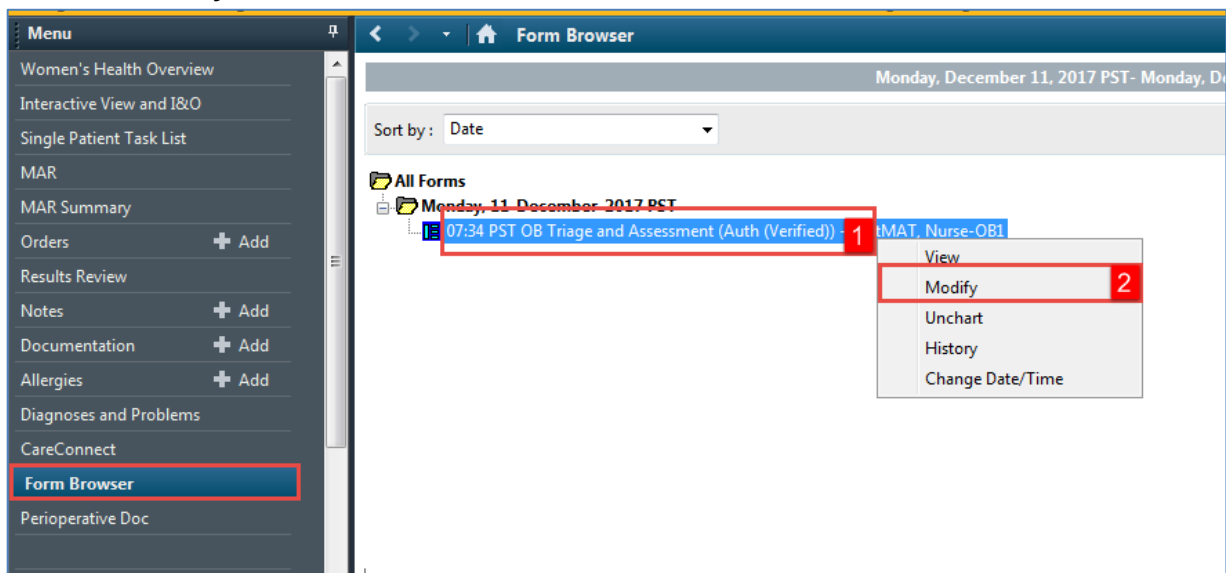 Menu
Form Browser
Women's Health Overview
Interactive View and I&O
Single Patient Task List
MAR
MAR Summary
Orders + Add
Results Review
Notes + Add
Documentation + Add
Allergies + Add
Diagnoses and Problems
CareConnect
Form Browser
Perioperative Doc
Monday, December 11, 2017 PST- Monday,
Sort by : Date
All Forms
Monday, 11-December-2017 PST
07:34 PST OB Triage and Assessment (Auth (Verified)) - 1 tMAT, Nurse-OB1
View
Modify 2
Unchart
History
Change Date/Time